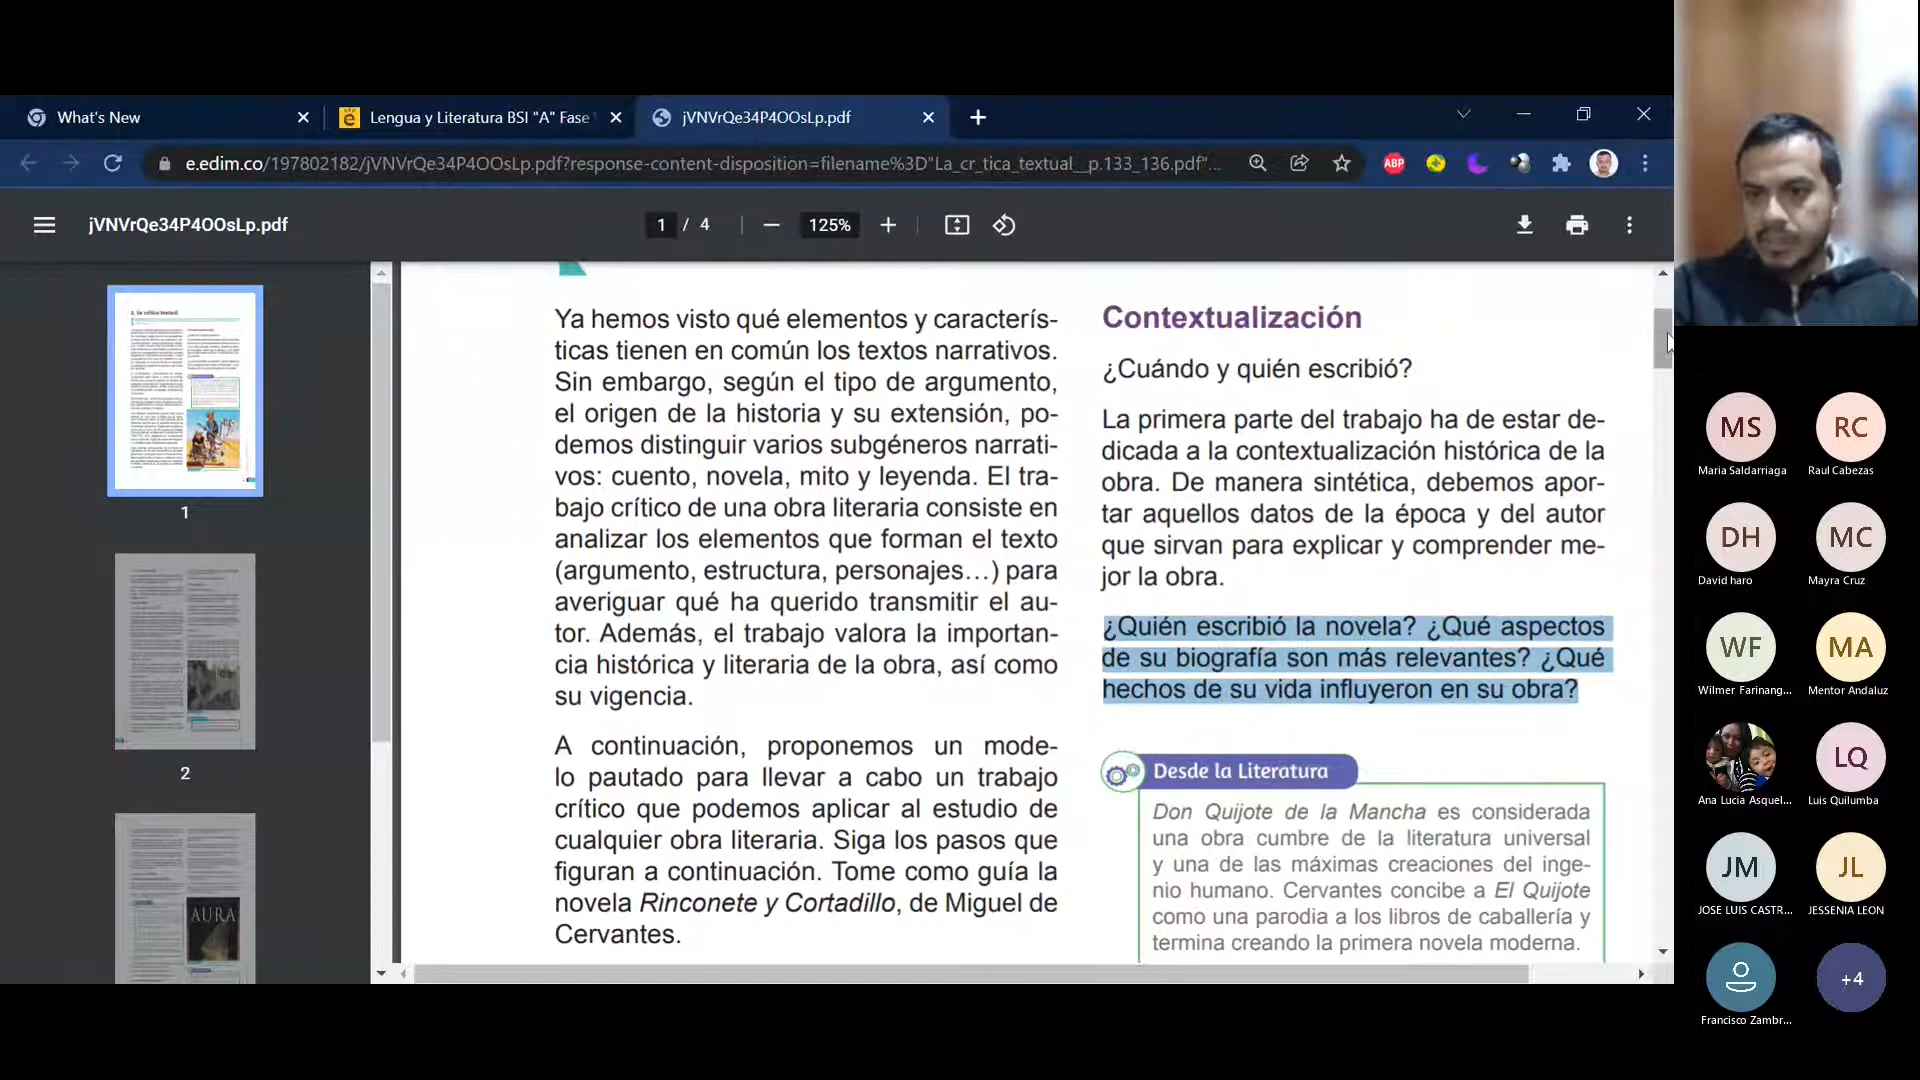 What's New
Lengua y Literatura BSI "A" Fase
jVNVrQe34P4OOsLp.pdf
e.edim.co/197802182/jVNVrQe34P4OOsLp.pdf?response-content-disposition=filename%3D"La_cr_tica_textual__p.133_136.pdf"...
ABP
jVNVrQe34P4OOsLp.pdf
1 / 4
125%
1
2
AURA
Ya hemos visto qué elementos y caracterís-
ticas tienen en común los textos narrativos.
Sin embargo, según el tipo de argumento,
el origen de la historia y su extensión, po-
demos distinguir varios subgéneros narrati-
vos: cuento, novela, mito y leyenda. El tra-
bajo crítico de una obra literaria consiste en
analizar los elementos que forman el texto
(argumento, estructura, personajes…) para
averiguar qué ha querido transmitir el au-
tor. Además, el trabajo valora la importan-
cia histórica y literaria de la obra, así como
su vigencia.
A continuación, proponemos un mode-
lo pautado para llevar a cabo un trabajo
crítico que podemos aplicar al estudio de
cualquier obra literaria. Siga los pasos que
figuran a continuación. Tome como guía la
novela Rinconete y Cortadillo, de Miguel de
Cervantes.
Contextualización
¿Cuándo y quién escribió?
La primera parte del trabajo ha de estar de-
dicada a la contextualización histórica de la
obra. De manera sintética, debemos apor-
tar aquellos datos de la época y del autor
que sirvan para explicar y comprender me-
jor la obra.
¿Quién escribió la novela? ¿Qué aspectos
de su biografía son más relevantes? ¿Qué
hechos de su vida influyeron en su obra?
Desde la Literatura
Don Quijote de la Mancha es considerada
una obra cumbre de la literatura universal
y una de las máximas creaciones del inge-
nio humano. Cervantes concibe a El Quijote
como una parodia a los libros de caballería y
termina creando la primera novela moderna.
MS
Maria Saldarriaga
RC
Raul Cabezas
DH
David haro
MC
Mayra Cruz
WF
Wilmer Farinang...
MA
Mentor Andaluz
Ana Lucia Asquel...
LQ
Luis Quilumba
JM
JOSE LUIS CASTR...
JL
JESSENIA LEON
Francisco Zambr...
+4